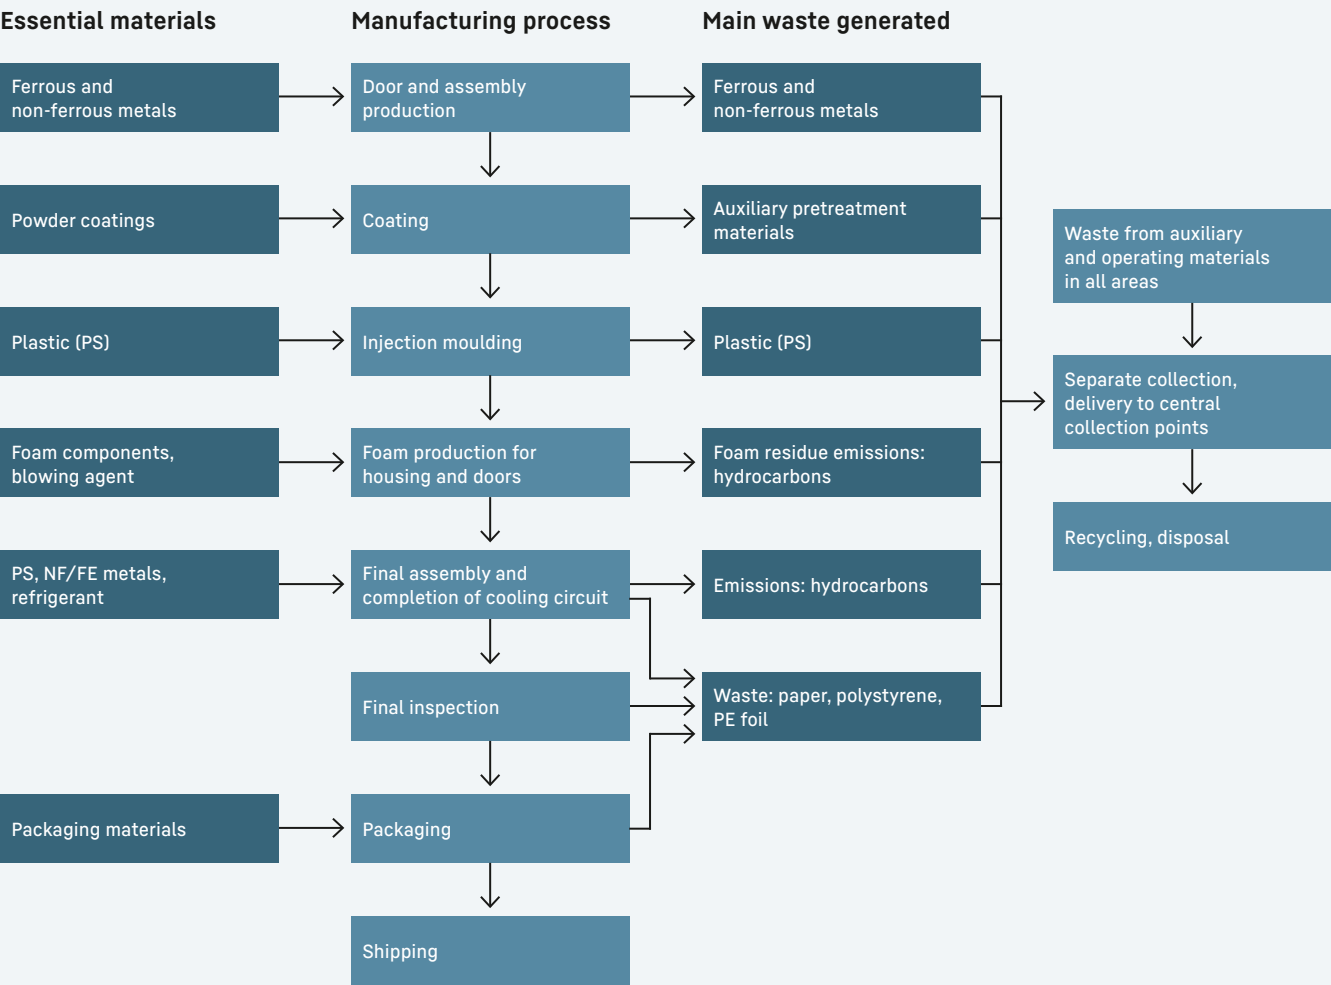 Essential materials
Manufacturing process
Main waste generated
Ferrous and
non-ferrous metals
Door and assembly
production
Ferrous and
non-ferrous metals
Powder coatings
Coating
Auxiliary pretreatment
materials
Waste from auxiliary
and operating materials
in all areas
Plastic (PS)
Injection moulding
Plastic (PS)
Separate collection,
delivery to central
collection points
Foam components,
blowing agent
Foam production for
housing and doors
Foam residue emissions:
hydrocarbons
Recycling, disposal
PS, NF/FE metals,
refrigerant
Final assembly and
completion of cooling circuit
Emissions: hydrocarbons
Final inspection
Waste: paper, polystyrene,
PE foil
Packaging materials
Packaging
Shipping